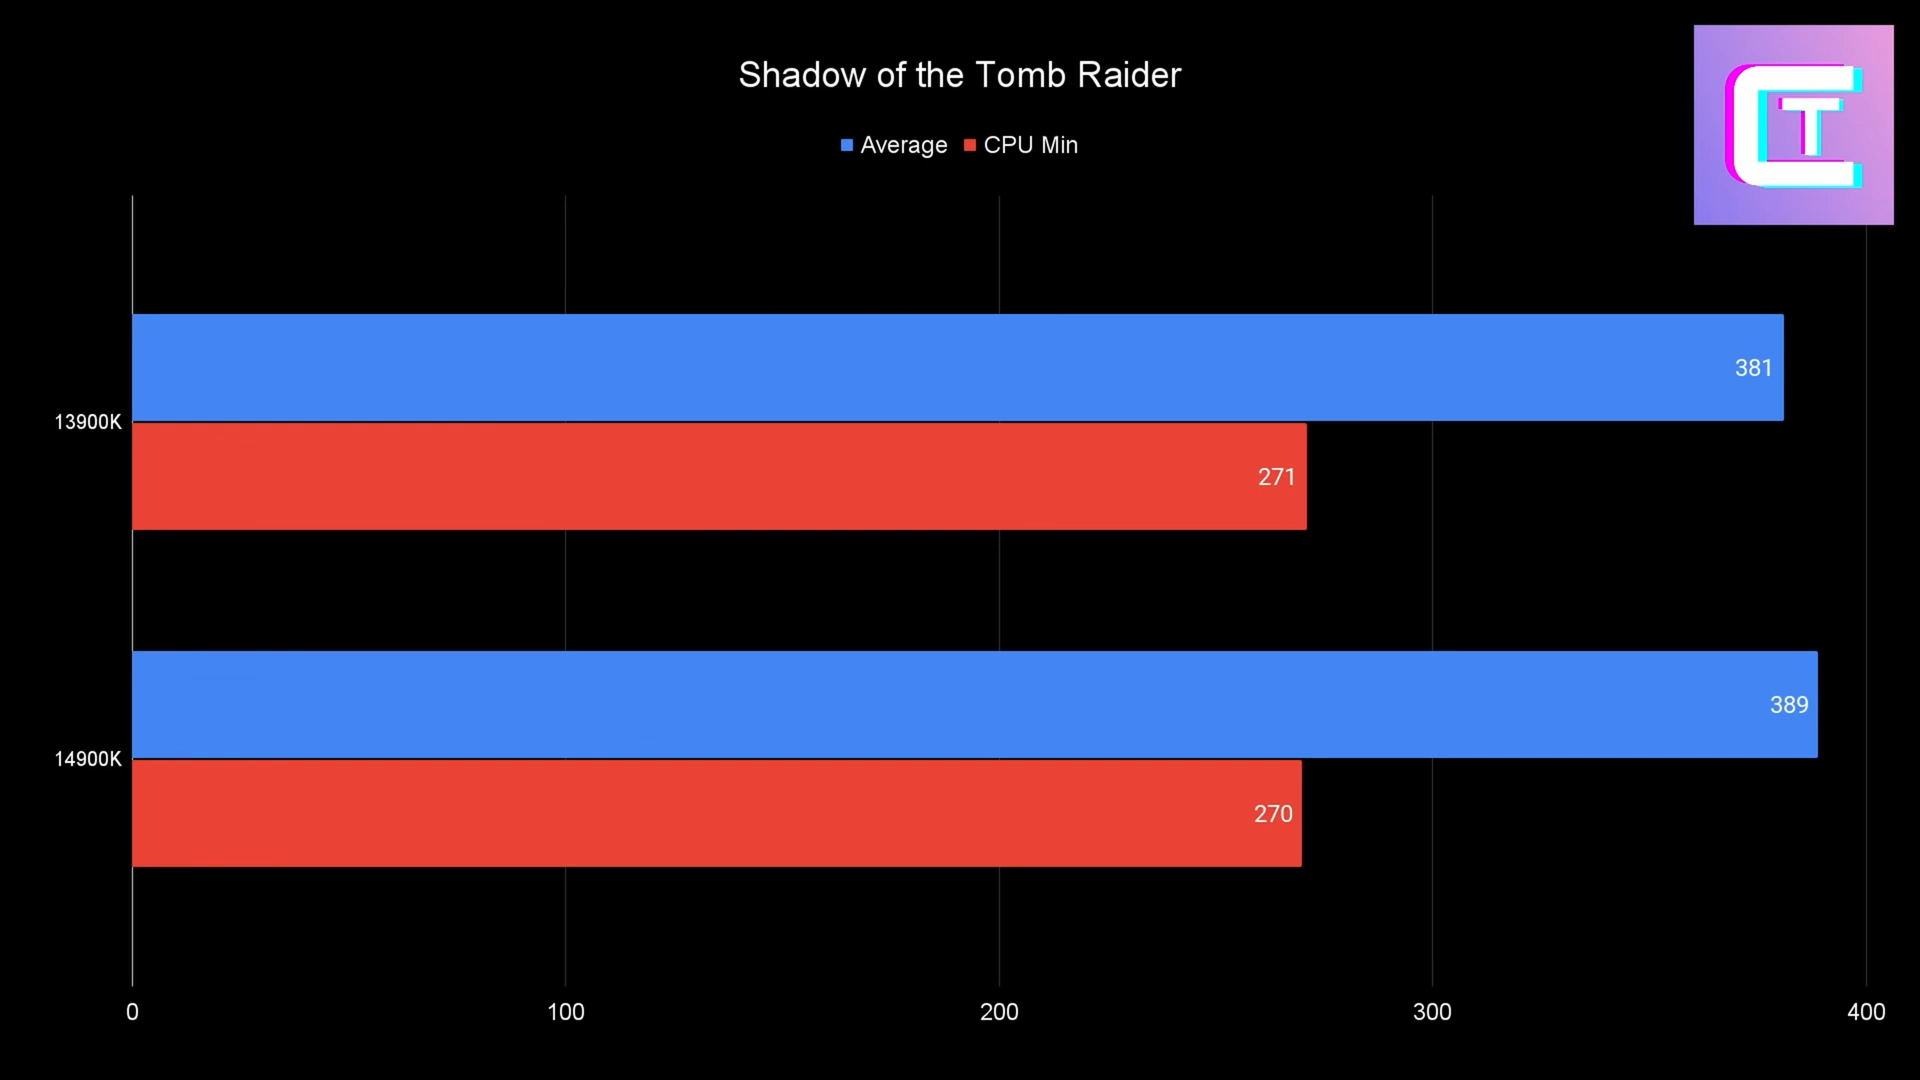 Shadow of the Tomb Raider
Average CPU Min
CT
381
13900K
271
389
14900K
270
0 100 200 300 400